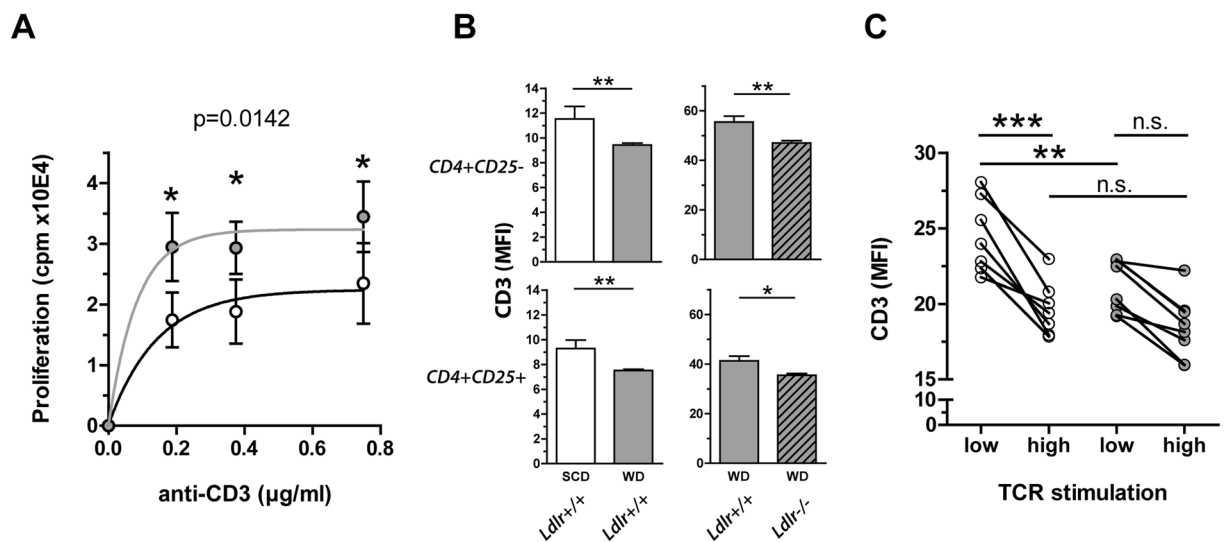 A
p=0.0142
Proliferation (cpm x10E4)
4
3
2
1
0
* * *
0.0 0.2 0.4 0.6 0.8
anti-CD3 (µg/ml)
B
CD3 (MFI)
CD4+CD25-
14
12
10
8
6
4
2
0
**
60
40
20
0
**
CD4+CD25+
14
12
10
8
6
4
2
0
**
60
40
20
0
*
SCD WD
Ldlr+/+ Ldlr+/+
WD WD
Ldlr+/+ Ldlr-/-
C
*** n.s.
**
n.s.
CD3 (MFI)
30
25
20
15
10
0
low high low high
TCR stimulation